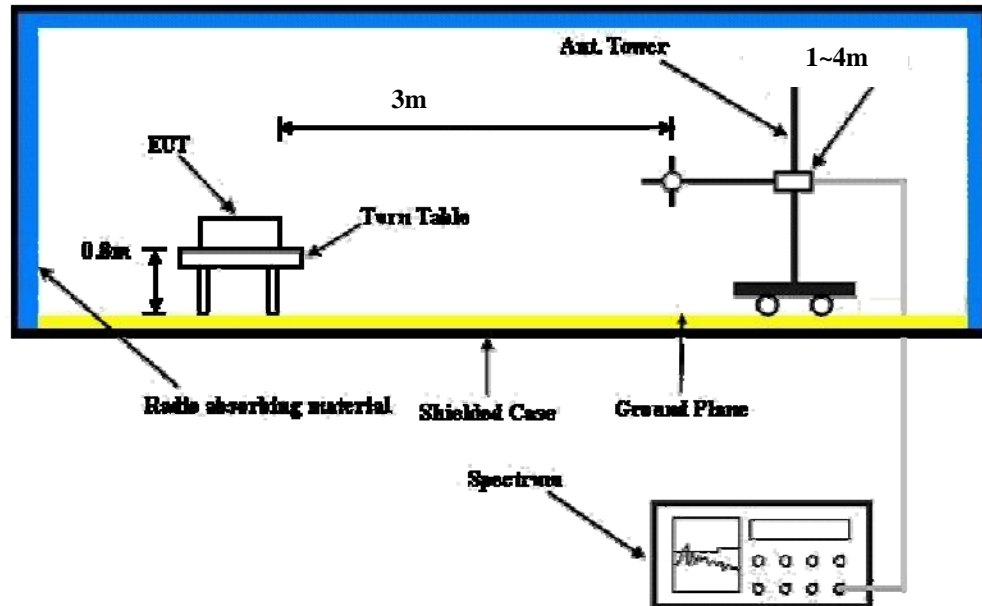 Ant. Tower
1~4m
3m
EUT
Turn Table
0.8m
Radio absorbing material
Shielded Case
Ground Plane
Spectrum